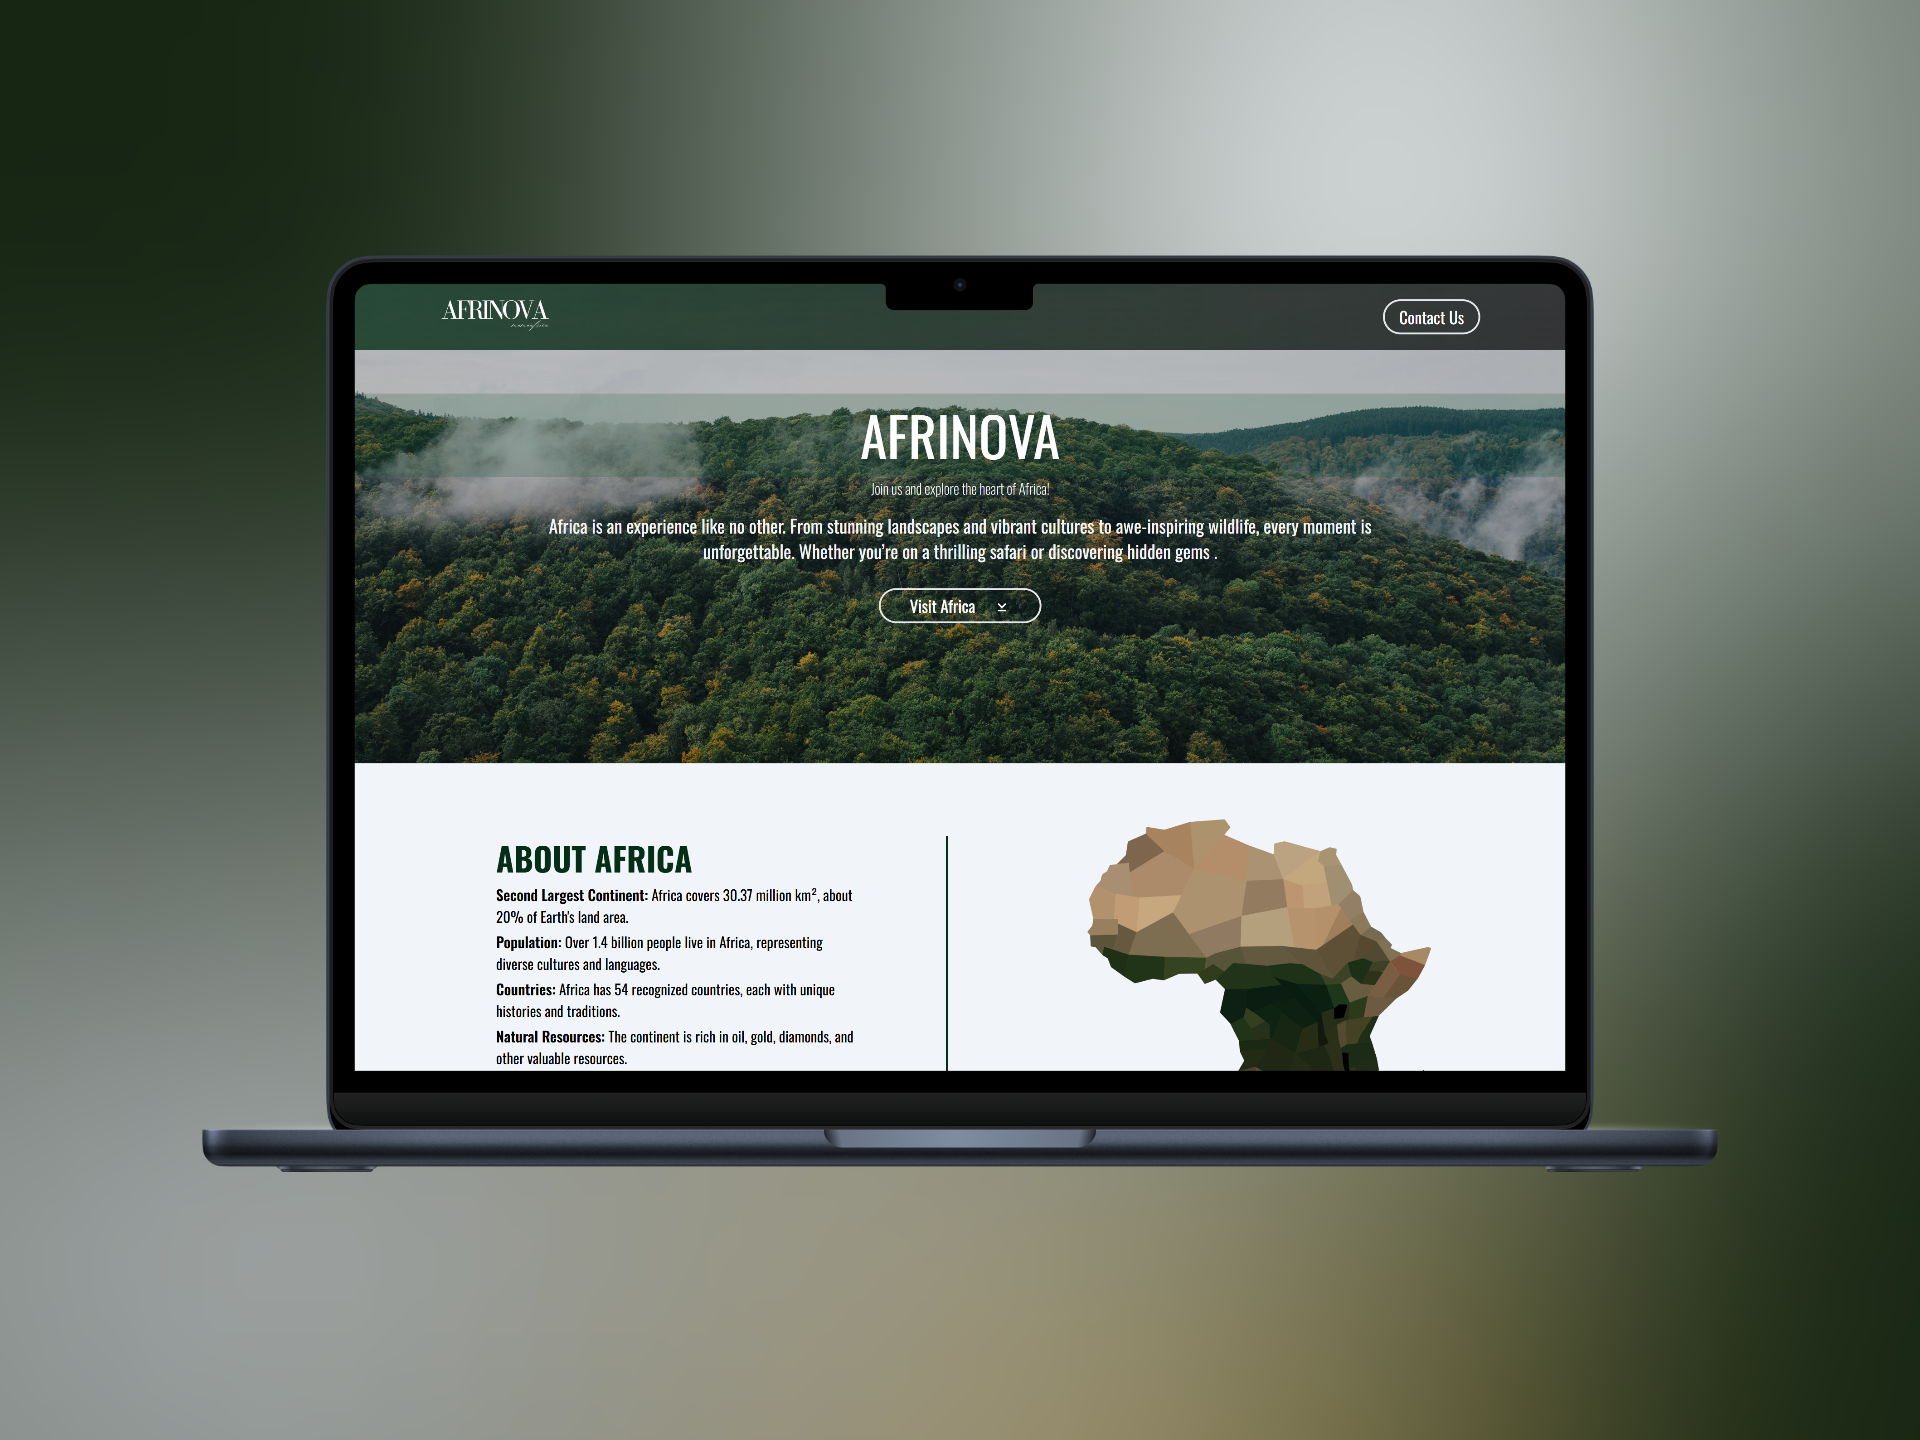 AFRINOVA
Contact Us
AFRINOVA
Join us and explore the heart of Africa!
Africa is an experience like no other. From stunning landscapes and vibrant cultures to awe-inspiring wildlife, every moment is
unforgettable. Whether you're on a thrilling safari or discovering hidden gems .
Visit Africa
ABOUT AFRICA
Second Largest Continent: Africa covers 30.37 million km², about
20% of Earth's land area.
Population: Over 1.4 billion people live in Africa, representing
diverse cultures and languages.
Countries: Africa has 54 recognized countries, each with unique
histories and traditions.
Natural Resources: The continent is rich in oil, gold, diamonds, and
other valuable resources.